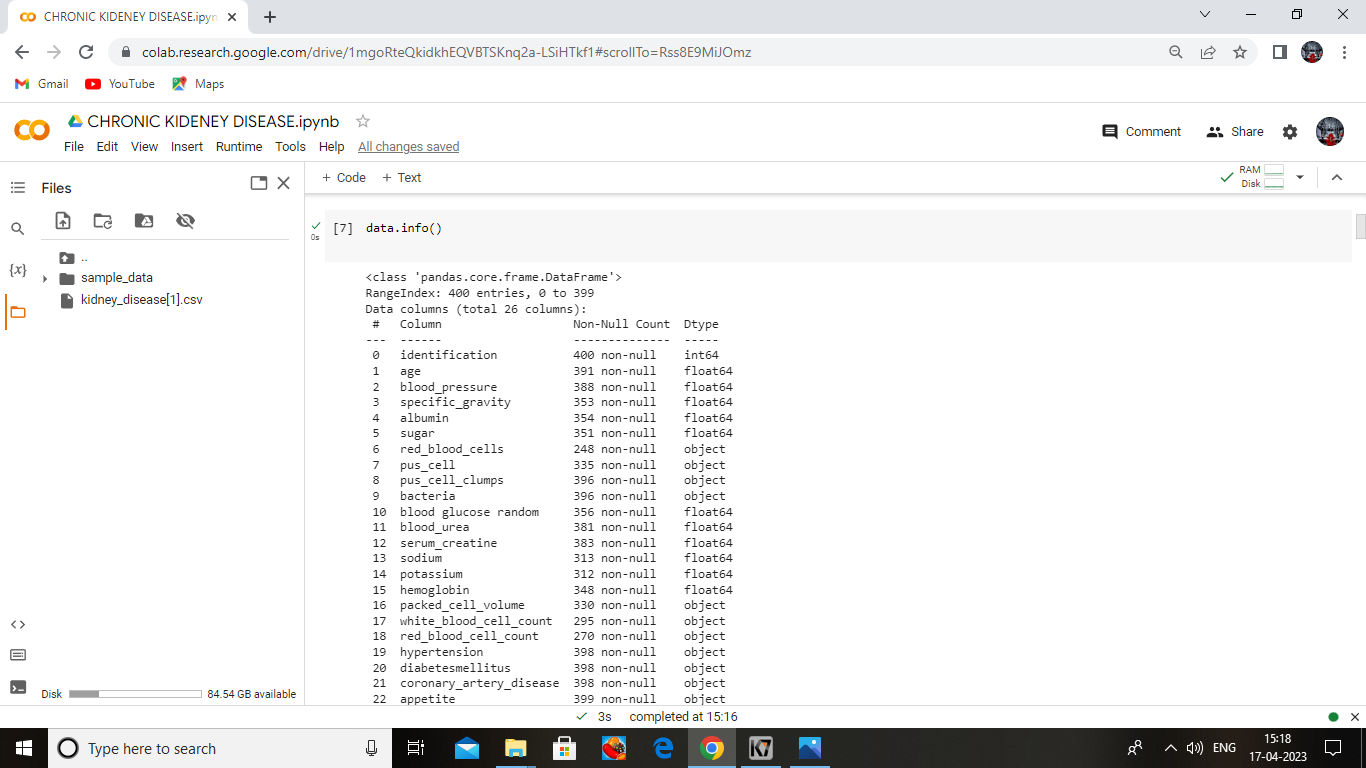 CHRONIC KIDENEY DISEASE.ipyn
colab.research.google.com/drive/1mgoRteQkidkhEQVBTSKnq2a-LSiHTkf1#scrollTo=Rss8E9MiJOmz
Gmail YouTube Maps
CHRONIC KIDENEY DISEASE.ipynb
Comment Share
File Edit View Insert Runtime Tools Help All changes saved
Files
+ Code + Text
RAM
Disk
..
sample_data
kidney_disease[1].csv
{x}
0s
[7] data.info()
<class 'pandas.core.frame.DataFrame'>
RangeIndex: 400 entries, 0 to 399
Data columns (total 26 columns):
# Column Non-Null Count Dtype
--- ------ -------------- -----
0 identification 400 non-null int64
1 age 391 non-null float64
2 blood_pressure 388 non-null float64
3 specific_gravity 353 non-null float64
4 albumin 354 non-null float64
5 sugar 351 non-null float64
6 red_blood_cells 248 non-null object
7 pus_cell 335 non-null object
8 pus_cell_clumps 396 non-null object
9 bacteria 396 non-null object
10 blood glucose random 356 non-null float64
11 blood_urea 381 non-null float64
12 serum_creatine 383 non-null float64
13 sodium 313 non-null float64
14 potassium 312 non-null float64
15 hemoglobin 348 non-null float64
16 packed_cell_volume 330 non-null object
17 white_blood_cell_count 295 non-null object
18 red_blood_cell_count 270 non-null object
19 hypertension 398 non-null object
20 diabetesmellitus 398 non-null object
21 coronary_artery_disease 398 non-null object
22 appetite 399 non-null object
Disk 84.54 GB available
3s completed at 15:16
Type here to search
K7
ENG
15:18
17-04-2023